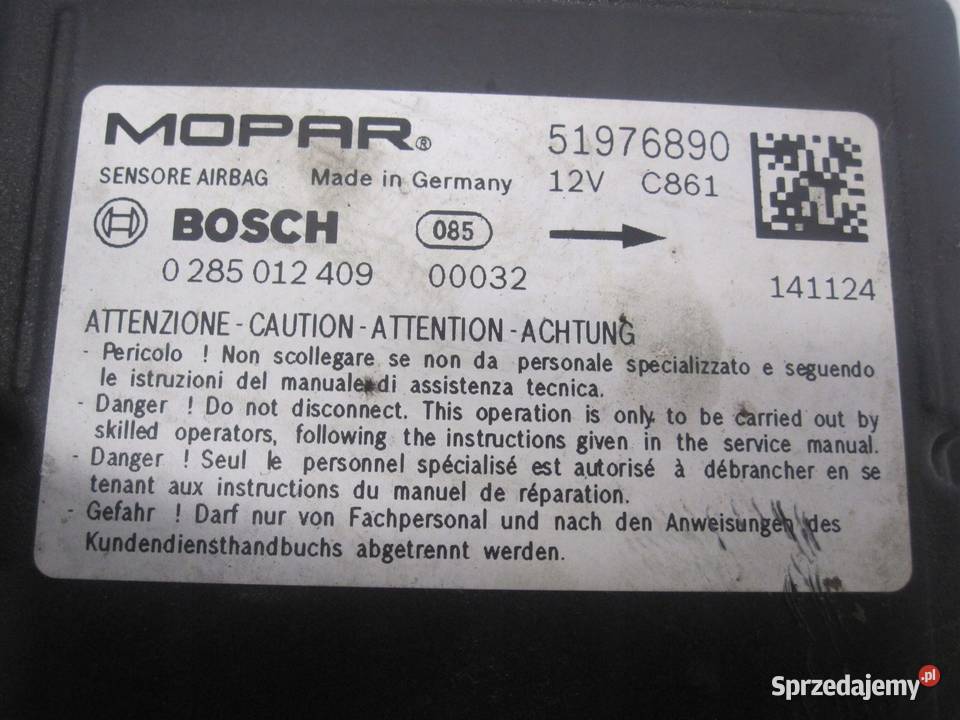 MOPAR® 51976890
SENSORE AIRBAG Made in Germany 12V C861
BOSCH 085
0 285 012 409 00032 141124
ATTENZIONE - CAUTION - ATTENTION - ACHTUNG
- Pericolo ! Non scollegare se non da personale specializzato e seguendo
le istruzioni del manuale di assistenza tecnica.
- Danger ! Do not disconnect. This operation is only to be carried out by
skilled operators, following the instructions given in the service manual.
- Danger ! Seul le personnel spécialisé est autorisé à débrancher en se
tenant aux instructions du manuel de réparation.
- Gefahr ! Darf nur von Fachpersonal und nach den Anweisungen des
Kundendiensthandbuchs abgetrennt werden.
Sprzedajemy.pl